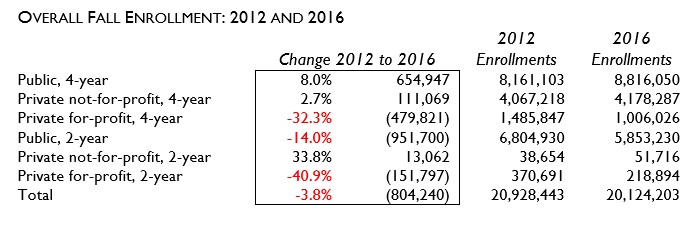 OVERALL FALL ENROLLMENT: 2012 AND 2016
2012 2016
Change 2012 to 2016 Enrollments Enrollments
Public, 4-year 8.0% 654,947 8,161,103 8,816,050
Private not-for-profit, 4-year 2.7% 111,069 4,067,218 4,178,287
Private for-profit, 4-year -32.3% (479,821) 1,485,847 1,006,026
Public, 2-year -14.0% (951,700) 6,804,930 5,853,230
Private not-for-profit, 2-year 33.8% 13,062 38,654 51,716
Private for-profit, 2-year -40.9% (151,797) 370,691 218,894
Total -3.8% (804,240) 20,928,443 20,124,203